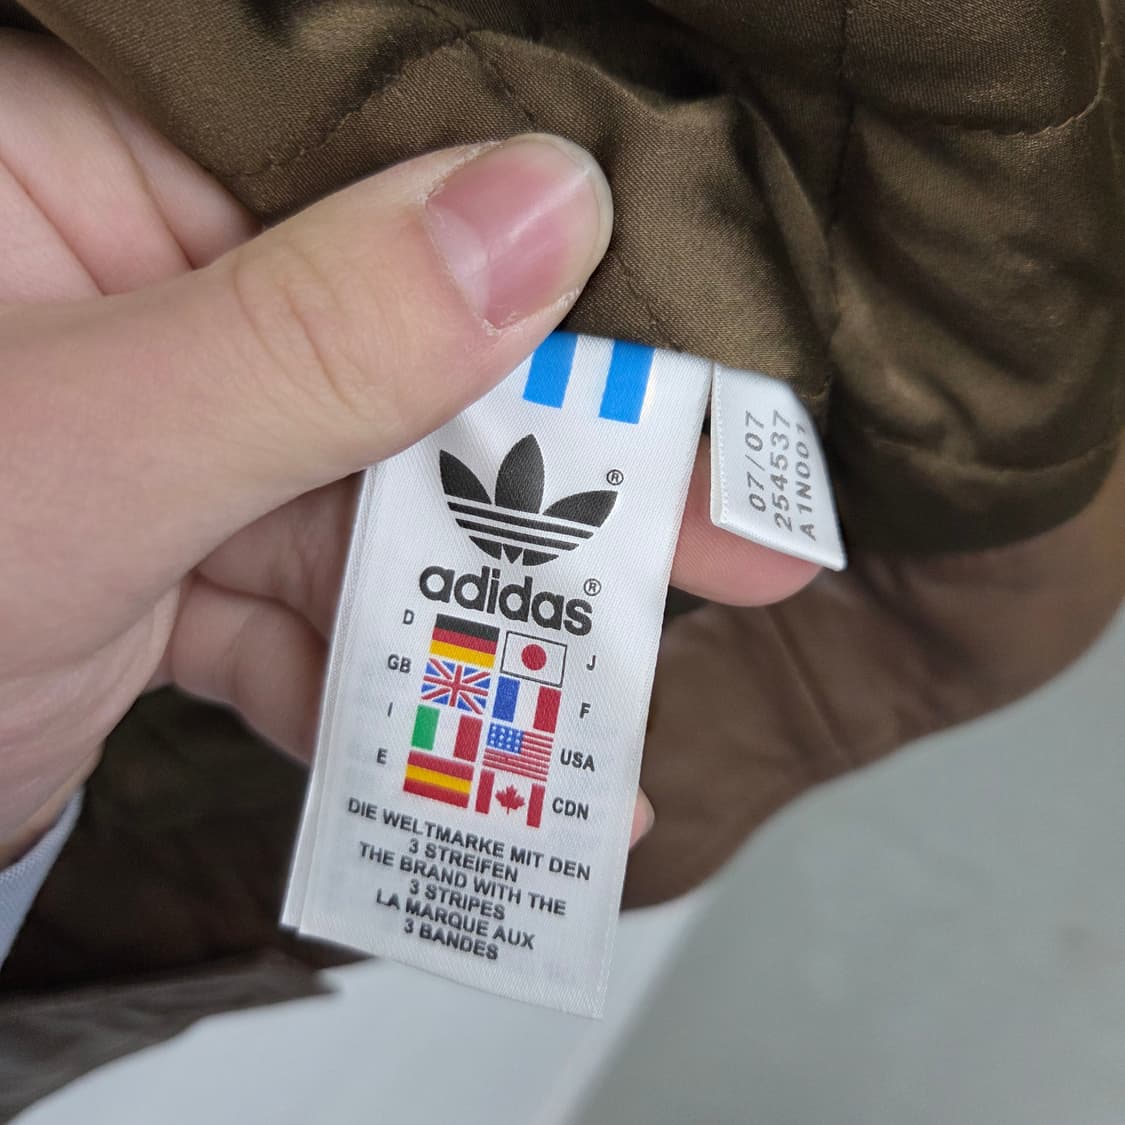 ®
adidas®
D
J
GB
F
I
USA
E
CDN
DIE WELTMARKE MIT DEN
3 STREIFEN
THE BRAND WITH THE
3 STRIPES
LA MARQUE AUX
3 BANDES
07/07
254537
A1N001